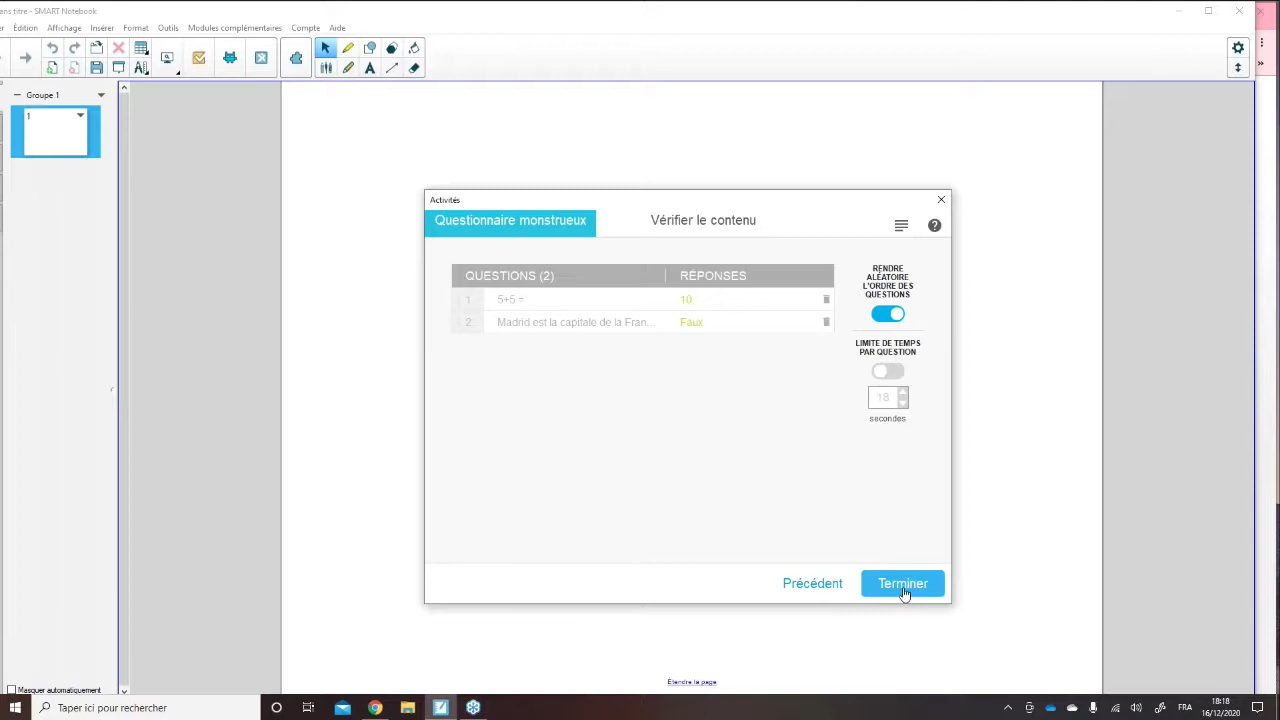 ans titre - SMART Notebook
er Édition Affichage Insérer Format Outils Modules complémentaires Compte Aide
Groupe 1
1
Activités
Questionnaire monstrueux Vérifier le contenu
QUESTIONS (2) RÉPONSES
1. 5+5 = 10
2. Madrid est la capitale de la Fran... Faux
RENDRE
ALÉATOIRE
L'ORDRE DES
QUESTIONS
LIMITE DE TEMPS
PAR QUESTION
18
secondes
Précédent Terminer
Étendre la page
Masquer automatiquement
Taper ici pour rechercher
FRA
18:18
16/12/2020